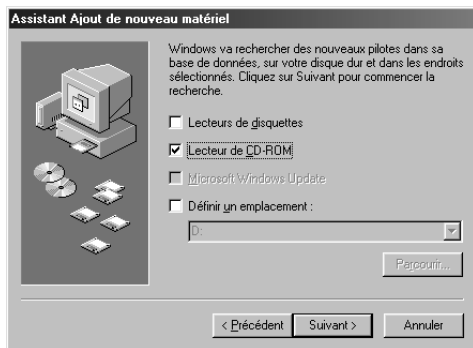 Assistant Ajout de nouveau matériel
Windows va rechercher des nouveaux pilotes dans sa
base de données, sur votre disque dur et dans les endroits
sélectionnés. Cliquez sur Suivant pour commencer la
recherche.
Lecteurs de disquettes
Lecteur de CD-ROM
Microsoft Windows Update
Définir un emplacement :
D:
Parcourir...
< Précédent Suivant > Annuler